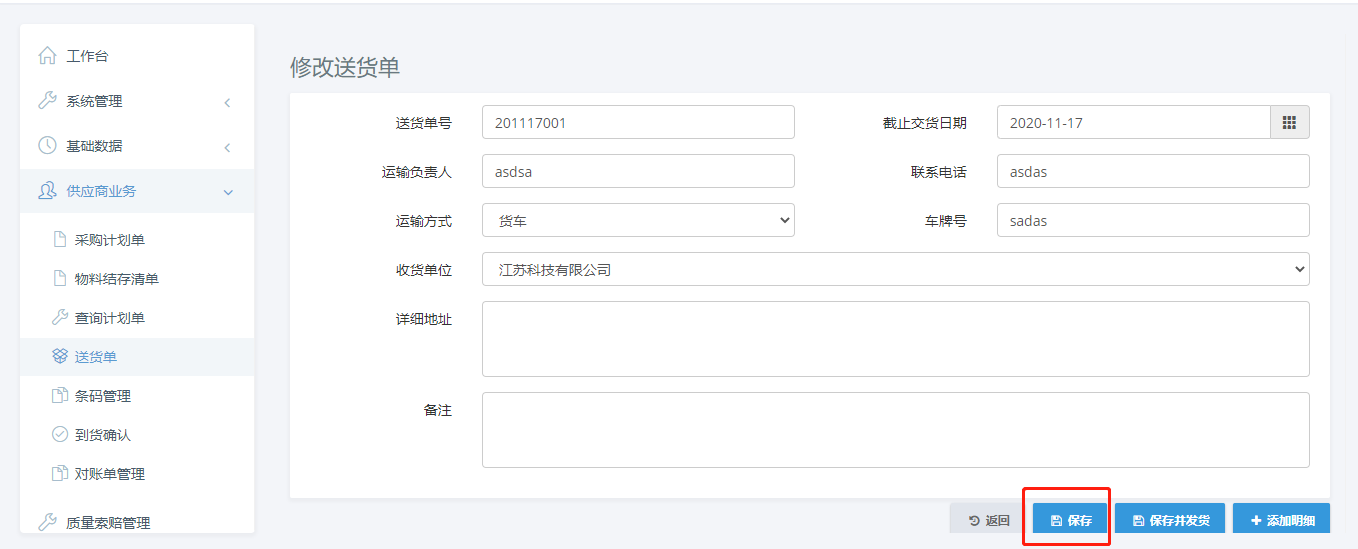 工作台
系统管理
基础数据
供应商业务
采购计划单
物料结存清单
查询计划单
送货单
条码管理
到货确认
对账单管理
质量索赔管理
修改送货单
送货单号 201117001 截止交货日期 2020-11-17
运输负责人 asdsa 联系电话 asdas
运输方式 货车 车牌号 sadas
收货单位 江苏科技有限公司
详细地址
备注
返回 保存 保存并发货 添加明细